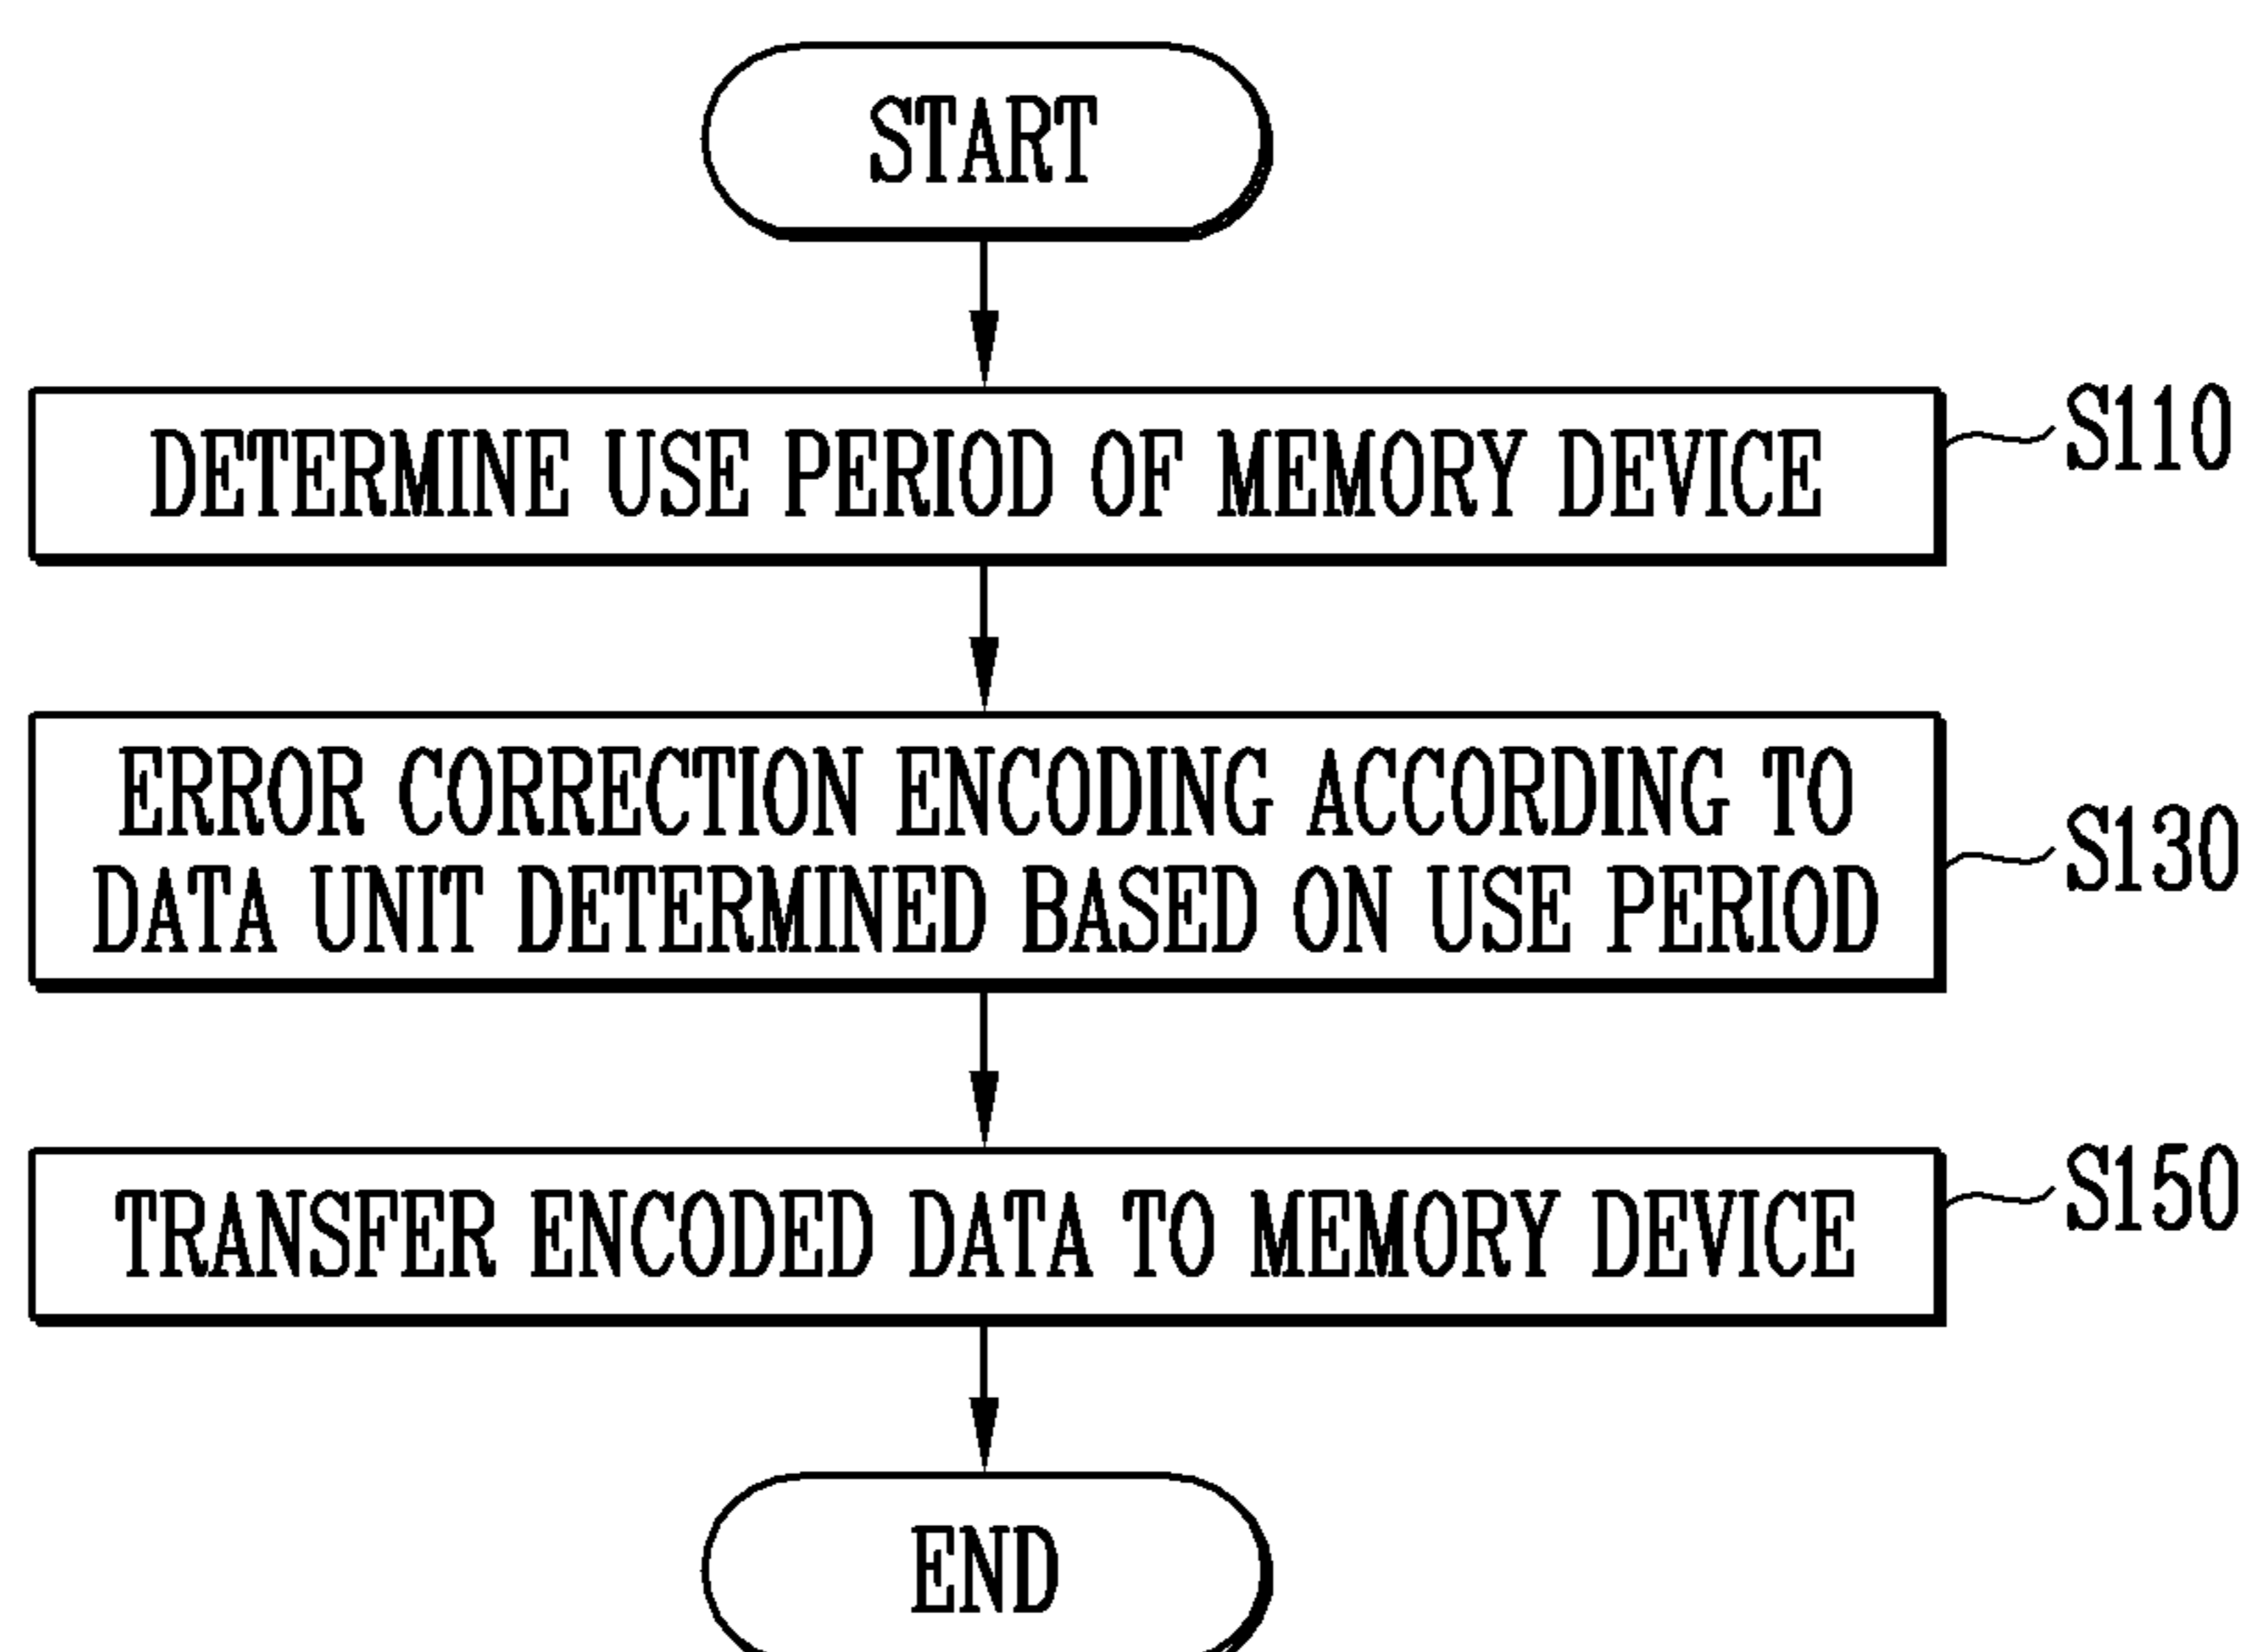 START
DETERMINE USE PERIOD OF MEMORY DEVICE
S110
ERROR CORRECTION ENCODING ACCORDING TO
DATA UNIT DETERMINED BASED ON USE PERIOD
S130
TRANSFER ENCODED DATA TO MEMORY DEVICE
S150
END